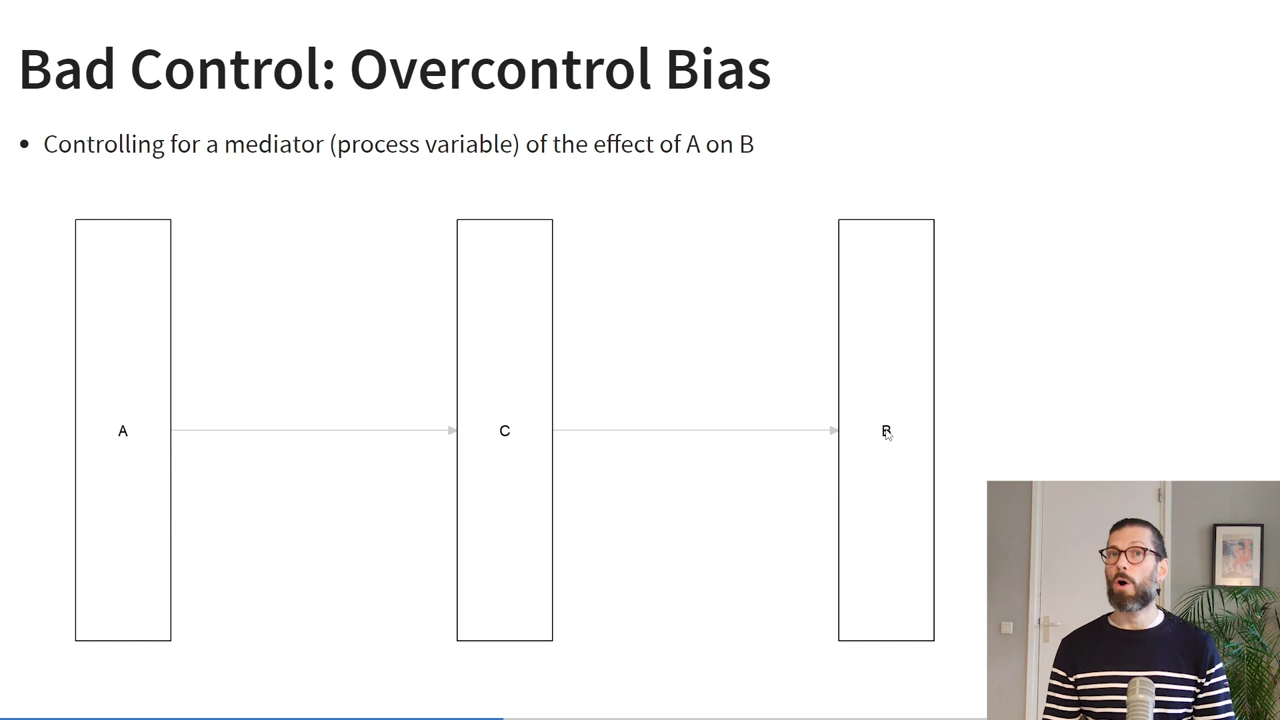 Bad Control: Overcontrol Bias
• Controlling for a mediator (process variable) of the effect of A on B
A
C
B